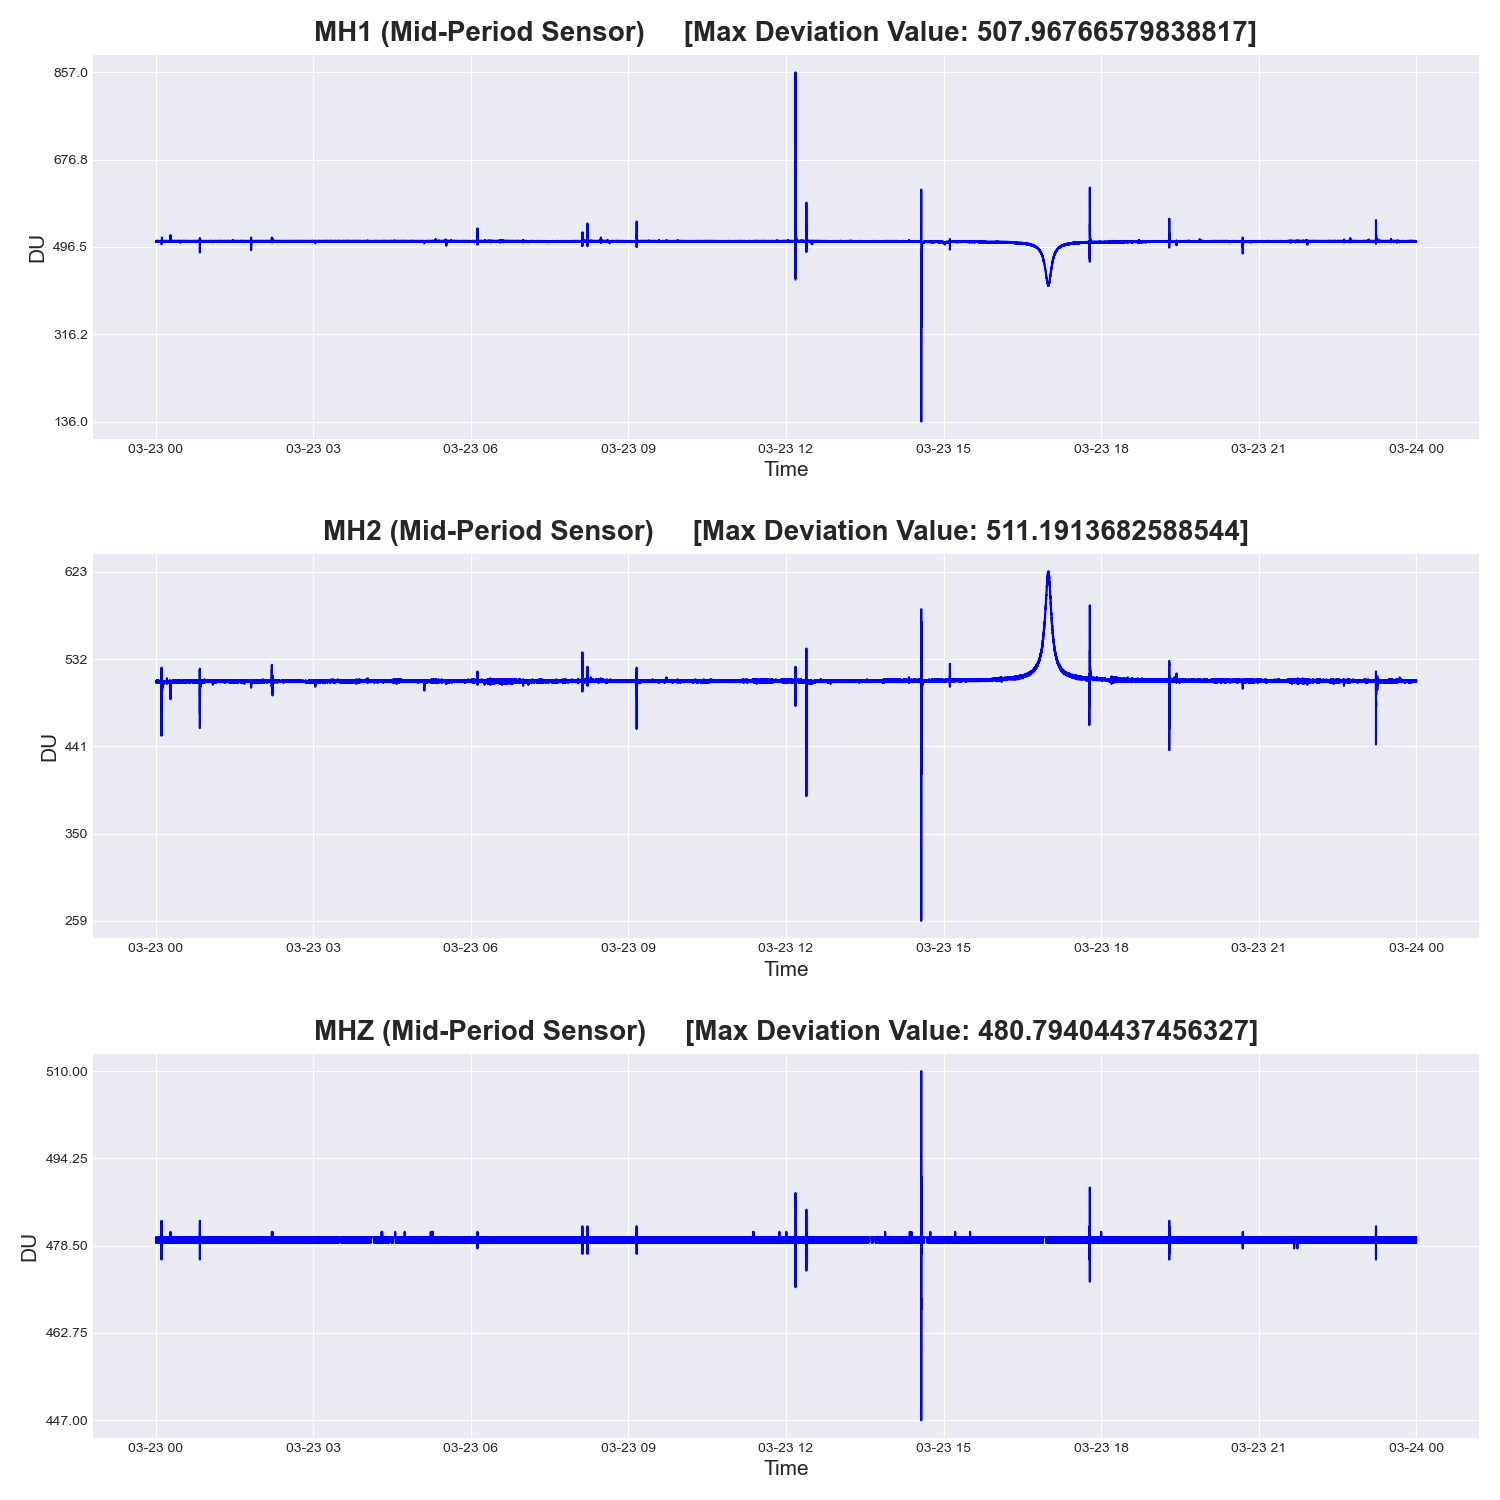 MH1 (Mid-Period Sensor) [Max Deviation Value: 507.96766579838817]
857.0
676.8
496.5
316.2
136.0
DU
03-23 00 03-23 03 03-23 06 03-23 09 03-23 12 03-23 15 03-23 18 03-23 21 03-24 00
Time
MH2 (Mid-Period Sensor) [Max Deviation Value: 511.1913682588544]
623
532
441
350
259
DU
03-23 00 03-23 03 03-23 06 03-23 09 03-23 12 03-23 15 03-23 18 03-23 21 03-24 00
Time
MHZ (Mid-Period Sensor) [Max Deviation Value: 480.79404437456327]
510.00
494.25
478.50
462.75
447.00
DU
03-23 00 03-23 03 03-23 06 03-23 09 03-23 12 03-23 15 03-23 18 03-23 21 03-24 00
Time